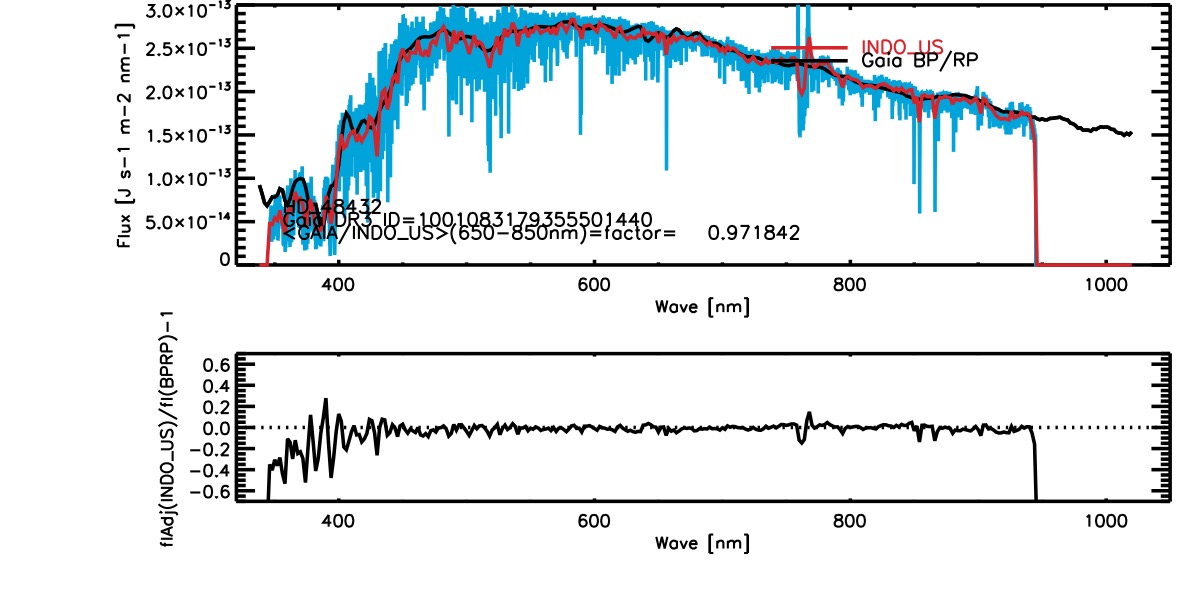 3.0×10⁻¹³
2.5×10⁻¹³
2.0×10⁻¹³
1.5×10⁻¹³
1.0×10⁻¹³
5.0×10⁻¹⁴
0
Flux [J s−1 m−2 nm−1]
INDO_US
Gaia BP/RP
HD148432
Gaia DR3 ID=1001083179355501440
<GAIA/INDO_US>(650−850nm)=factor= 0.971842
400 600 800 1000
Wave [nm]
0.6
0.4
0.2
0.0
−0.2
−0.4
−0.6
flAdj(INDO_US)/fl(BPRP)−1
400 600 800 1000
Wave [nm]